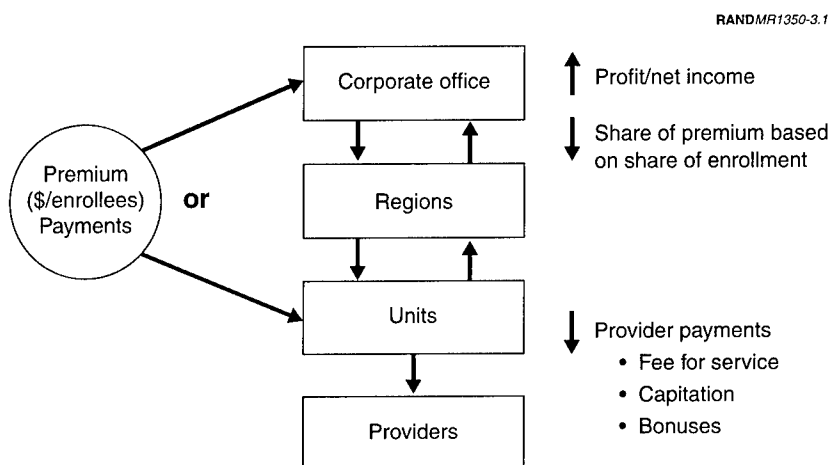 RANDMR1350-3.1
Corporate office
Profit/net income
Share of premium based
on share of enrollment
Premium
($/enrollees)
Payments
or
Regions
Units
Provider payments
• Fee for service
• Capitation
• Bonuses
Providers